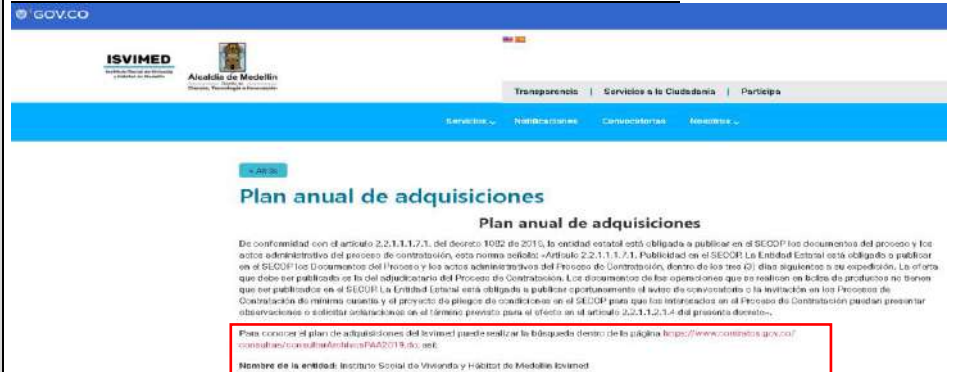 GOV.CO
ISVIMED
Instituto Social de Vivienda
y Hábitat de Medellín
Alcaldía de Medellín
Ciencia, Tecnología e Innovación
Transparencia | Servicios a la Ciudadanía | Participa
Servicios Notificaciones Convocatorias Nosotros
Atrás
Plan anual de adquisiciones
Plan anual de adquisiciones
De conformidad con el artículo 2.2.1.1.1.7.1. del decreto 1082 de 2015, la entidad estatal está obligada a publicar en el SECOP los documentos del proceso y los
actos administrativos del proceso de contratación, esta norma señala: «Artículo 2.2.1.1.1.7.1. Publicidad en el SECOP. La Entidad Estatal está obligada a publicar
en el SECOP los Documentos del Proceso y los actos administrativos del Proceso de Contratación, dentro de los tres (3) días siguientes a su expedición. La oferta
que debe ser publicada es la del adjudicatario del Proceso de Contratación. Los documentos de las operaciones que se realicen en bolsa de productos no tienen
que ser publicados en el SECOP. La Entidad Estatal está obligada a publicar oportunamente el aviso de convocatoria o la invitación en los Procesos de
Contratación de mínima cuantía y el proyecto de pliegos de condiciones en el SECOP para que los interesados en el Proceso de Contratación puedan presentar
observaciones o solicitar aclaraciones en el término previsto para el efecto en el artículo 2.2.1.1.2.1.4 del presente decreto».
Para conocer el plan de adquisiciones del Isvimed puede realizar la búsqueda dentro de la página https://www.contratos.gov.co/
consultas/consultarArchivosPAA2019.do, así:
Nombre de la entidad: Instituto Social de Vivienda y Hábitat de Medellín Isvimed